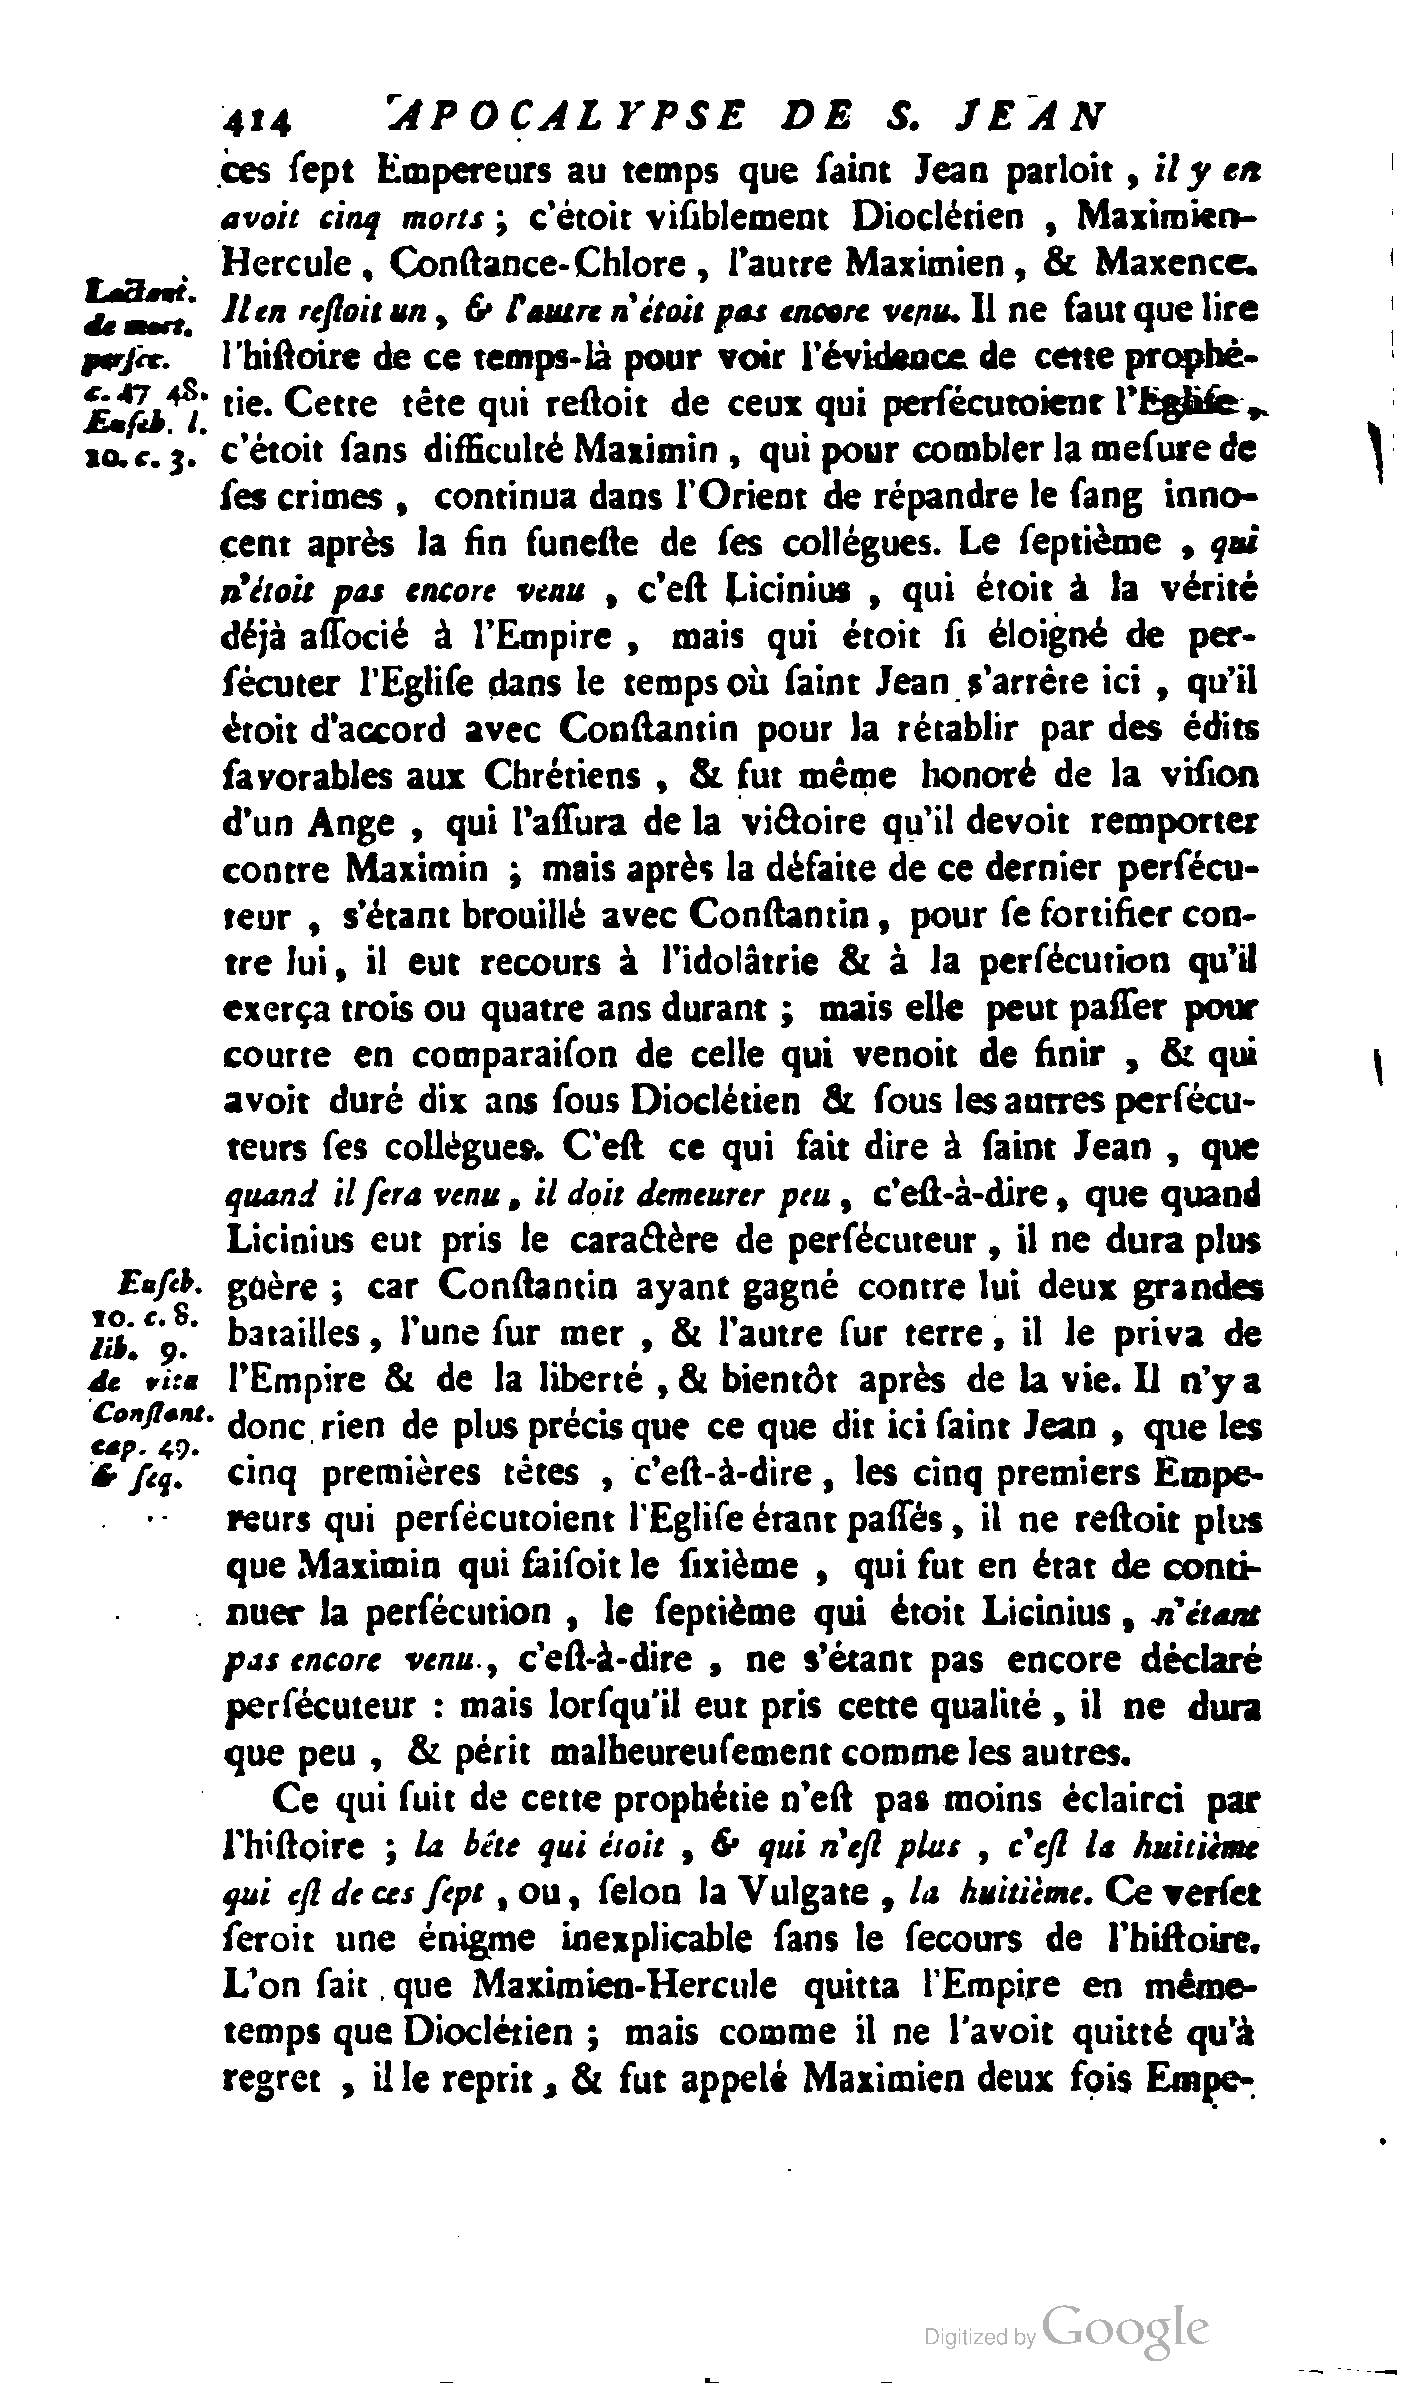 414 APOCALYPSE DE S. JEAN
ces ſept Empereurs au temps que ſaint Jean parloit, il y en
avoit cinq morts ; c'étoit viſiblement Dioclétien, Maximien-
Hercule, Conſtance-Chlore, l'autre Maximien, & Maxence.
Il en reſtoit un, & l'autre n'étoit pas encore venu. Il ne faut que lire
l'hiſtoire de ce temps-là pour voir l'évidence de cette prophé-
tie. Cette tête qui reſtoit de ceux qui perſécutoient l'Egliſe,
c'étoit ſans difficulté Maximin, qui pour combler la meſure de
ſes crimes, continua dans l'Orient de répandre le ſang inno-
cent après la fin funeſte de ſes collégues. Le ſeptième, qui
n'étoit pas encore venu, c'eſt Licinius, qui étoit à la vérité
déjà aſſocié à l'Empire, mais qui étoit ſi éloigné de per-
ſécuter l'Egliſe dans le temps où ſaint Jean s'arrête ici, qu'il
étoit d'accord avec Conſtantin pour la rétablir par des édits
favorables aux Chrétiens, & fut même honoré de la viſion
d'un Ange, qui l'aſſura de la victoire qu'il devoit remporter
contre Maximin ; mais après la défaite de ce dernier perſécu-
teur, s'étant brouillé avec Conſtantin, pour ſe fortifier con-
tre lui, il eut recours à l'idolâtrie & à la perſécution qu'il
exerça trois ou quatre ans durant ; mais elle peut paſſer pour
courte en comparaiſon de celle qui venoit de finir, & qui
avoit duré dix ans ſous Dioclétien & ſous les autres perſécu-
teurs ſes collègues. C'eſt ce qui fait dire à ſaint Jean, que
quand il ſera venu, il doit demeurer peu, c'eſt-à-dire, que quand
Licinius eut pris le caractère de perſécuteur, il ne dura plus
guère ; car Conſtantin ayant gagné contre lui deux grandes
batailles, l'une ſur mer, & l'autre ſur terre, il le priva de
l'Empire & de la liberté, & bientôt après de la vie. Il n'y a
donc rien de plus précis que ce que dit ici ſaint Jean, que les
cinq premières têtes, c'eſt-à-dire, les cinq premiers Empe-
reurs qui perſécutoient l'Egliſe étant paſſés, il ne reſtoit plus
que Maximin qui faiſoit le ſixième, qui fut en état de conti-
nuer la perſécution, le ſeptième qui étoit Licinius, n'étant
pas encore venu, c'eſt-à-dire, ne s'étant pas encore déclaré
perſécuteur : mais lorſqu'il eut pris cette qualité, il ne dura
que peu, & périt malheureuſement comme les autres.
Ce qui ſuit de cette prophétie n'eſt pas moins éclairci par
l'hiſtoire ; la bête qui étoit, & qui n'eſt plus, c'eſt la huitième
qui eſt de ces ſept, ou, ſelon la Vulgate, la huitième. Ce verſet
ſeroit une énigme inexplicable ſans le ſecours de l'hiſtoire.
L'on ſait que Maximien-Hercule quitta l'Empire en même-
temps que Dioclétien ; mais comme il ne l'avoit quitté qu'à
regret, il le reprit, & fut appelé Maximien deux fois Empe-
Lactant.
de mort.
perſec.
c. 47 48.
Euſeb. l.
10. c. 3.
Euſeb.
10. c. 8.
lib. 9.
de vita
Conſtant.
cap. 49.
& ſeq.
Digitized by Google